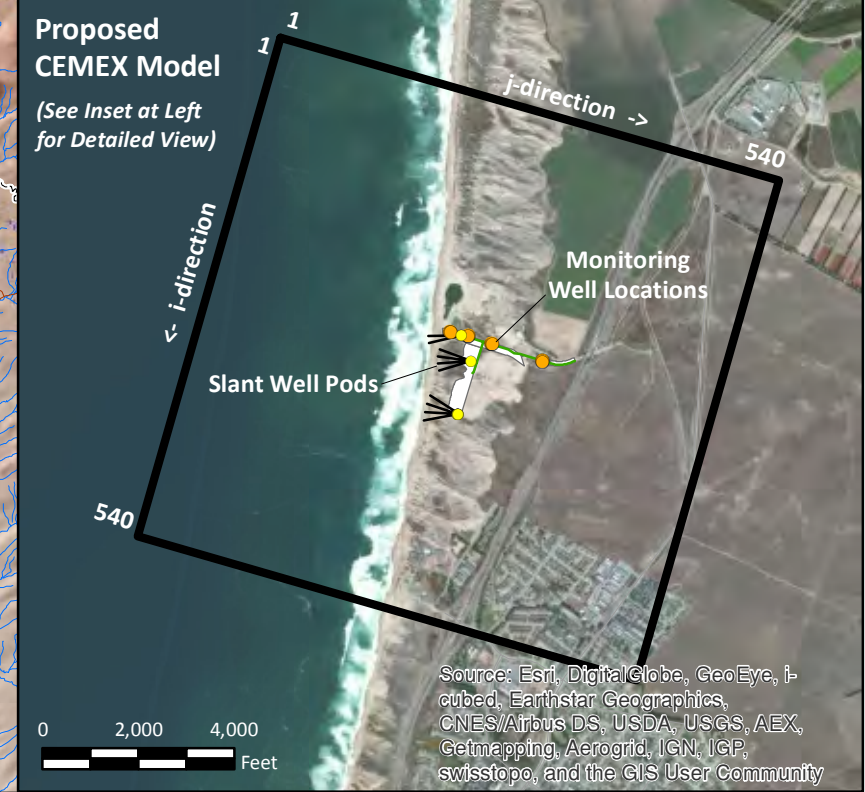 Proposed
CEMEX Model
(See Inset at Left
for Detailed View)
1
1
j-direction ->
540
<- i-direction
Monitoring
Well Locations
Slant Well Pods
540
0 2,000 4,000
Feet
Source: Esri, DigitalGlobe, GeoEye, i-
cubed, Earthstar Geographics,
CNES/Airbus DS, USDA, USGS, AEX,
Getmapping, Aerogrid, IGN, IGP,
swisstopo, and the GIS User Community